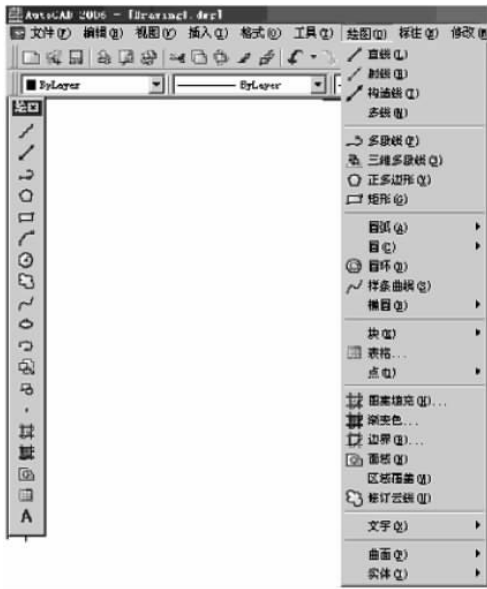 AutoCAD 2006 - [Drawing1.dwg]
文件(F) 编辑(E) 视图(V) 插入(I) 格式(O) 工具(T) 绘图(D) 标注(N) 修改(M
ByLayer ByLayer
绘图
直线(L)
射线(R)
构造线(T)
多线(M)
多段线(P)
三维多段线(3)
正多边形(Y)
矩形(G)
圆弧(A)
圆(C)
圆环(D)
样条曲线(S)
椭圆(E)
块(K)
表格...
点(O)
图案填充(H)...
渐变色...
边界(B)...
面域(N)
区域覆盖(W)
修订云线(U)
文字(X)
曲面(F)
实体(I)
A